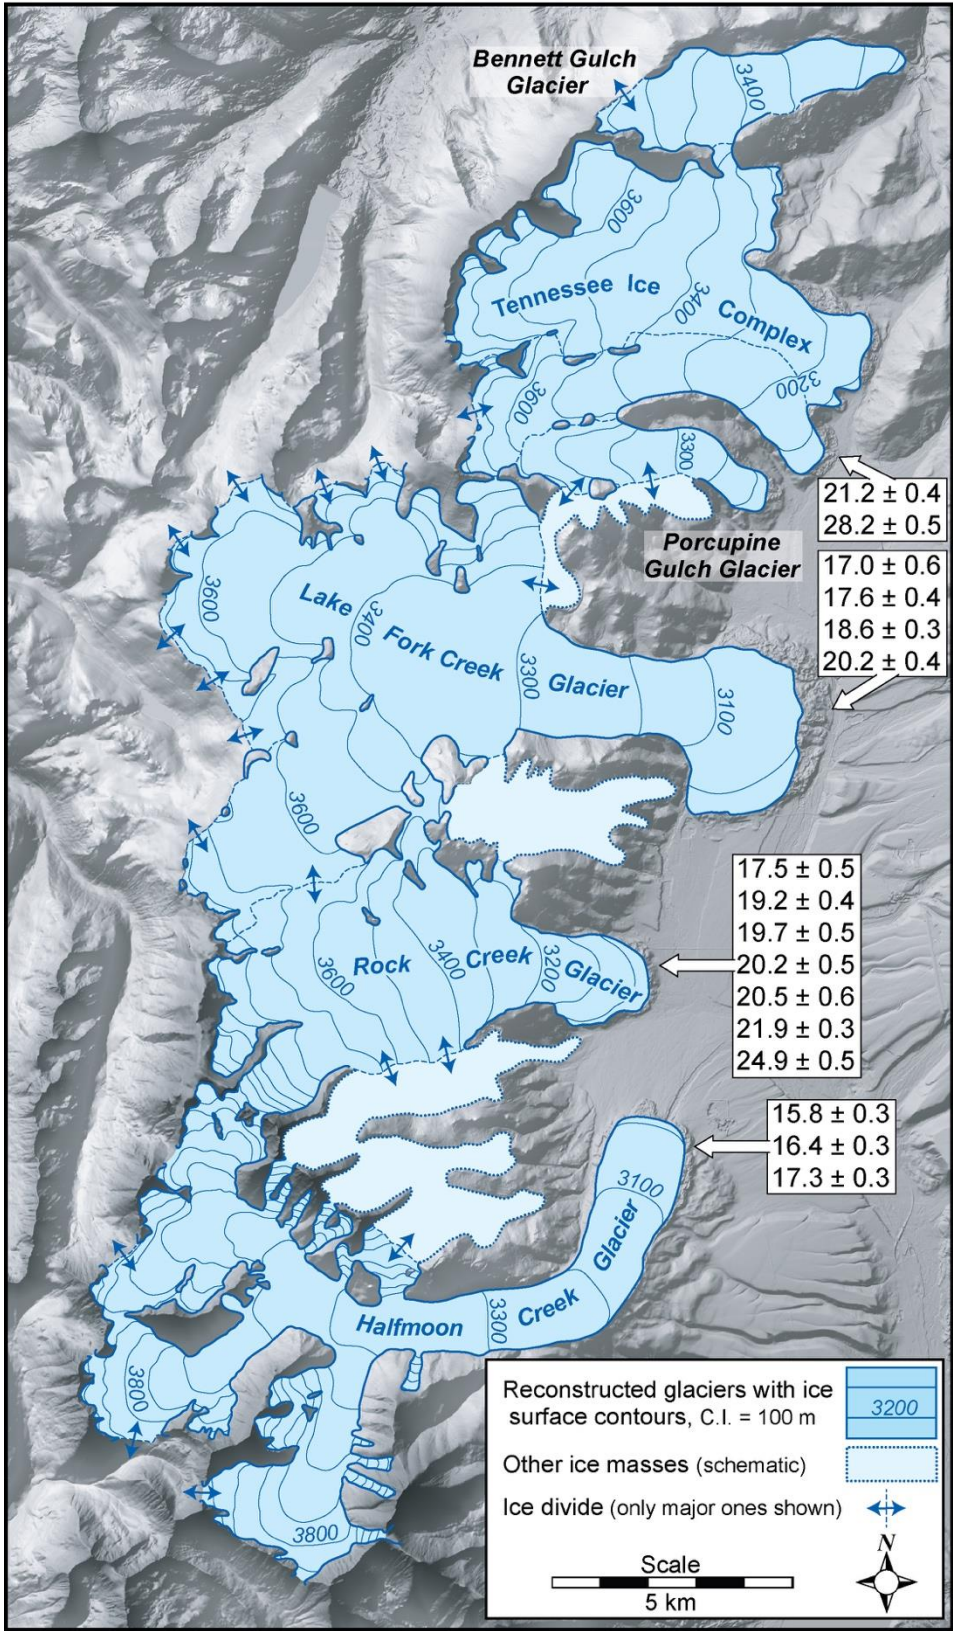 Bennett Gulch
Glacier
3400
3600
Tennessee Ice Complex
3400
3200
3600
3300
21.2 ± 0.4
28.2 ± 0.5
Porcupine
Gulch Glacier
17.0 ± 0.6
17.6 ± 0.4
18.6 ± 0.3
20.2 ± 0.4
3600
Lake Fork Creek Glacier
3400
3300
3100
3600
17.5 ± 0.5
19.2 ± 0.4
19.7 ± 0.5
20.2 ± 0.5
20.5 ± 0.6
21.9 ± 0.3
24.9 ± 0.5
Rock Creek Glacier
3600
3400
3200
15.8 ± 0.3
16.4 ± 0.3
17.3 ± 0.3
3100
Halfmoon Creek Glacier
3300
3800
3800
Reconstructed glaciers with ice
surface contours, C.I. = 100 m
3200
Other ice masses (schematic)
Ice divide (only major ones shown)
N
Scale
5 km